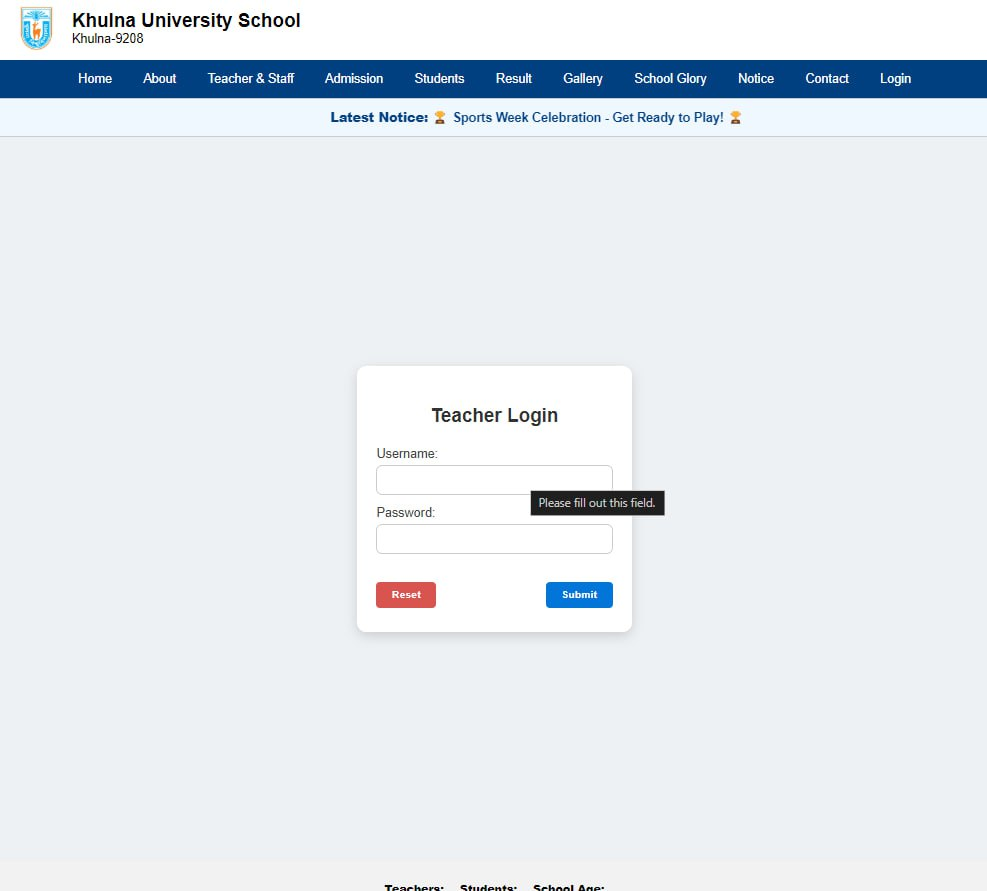 Khulna University School
Khulna-9208
Home About Teacher & Staff Admission Students Result Gallery School Glory Notice Contact Login
Latest Notice: 🏆 Sports Week Celebration - Get Ready to Play! 🏆
Teacher Login
Username:
Please fill out this field.
Password:
Reset Submit
Teachers: Students: School Age: